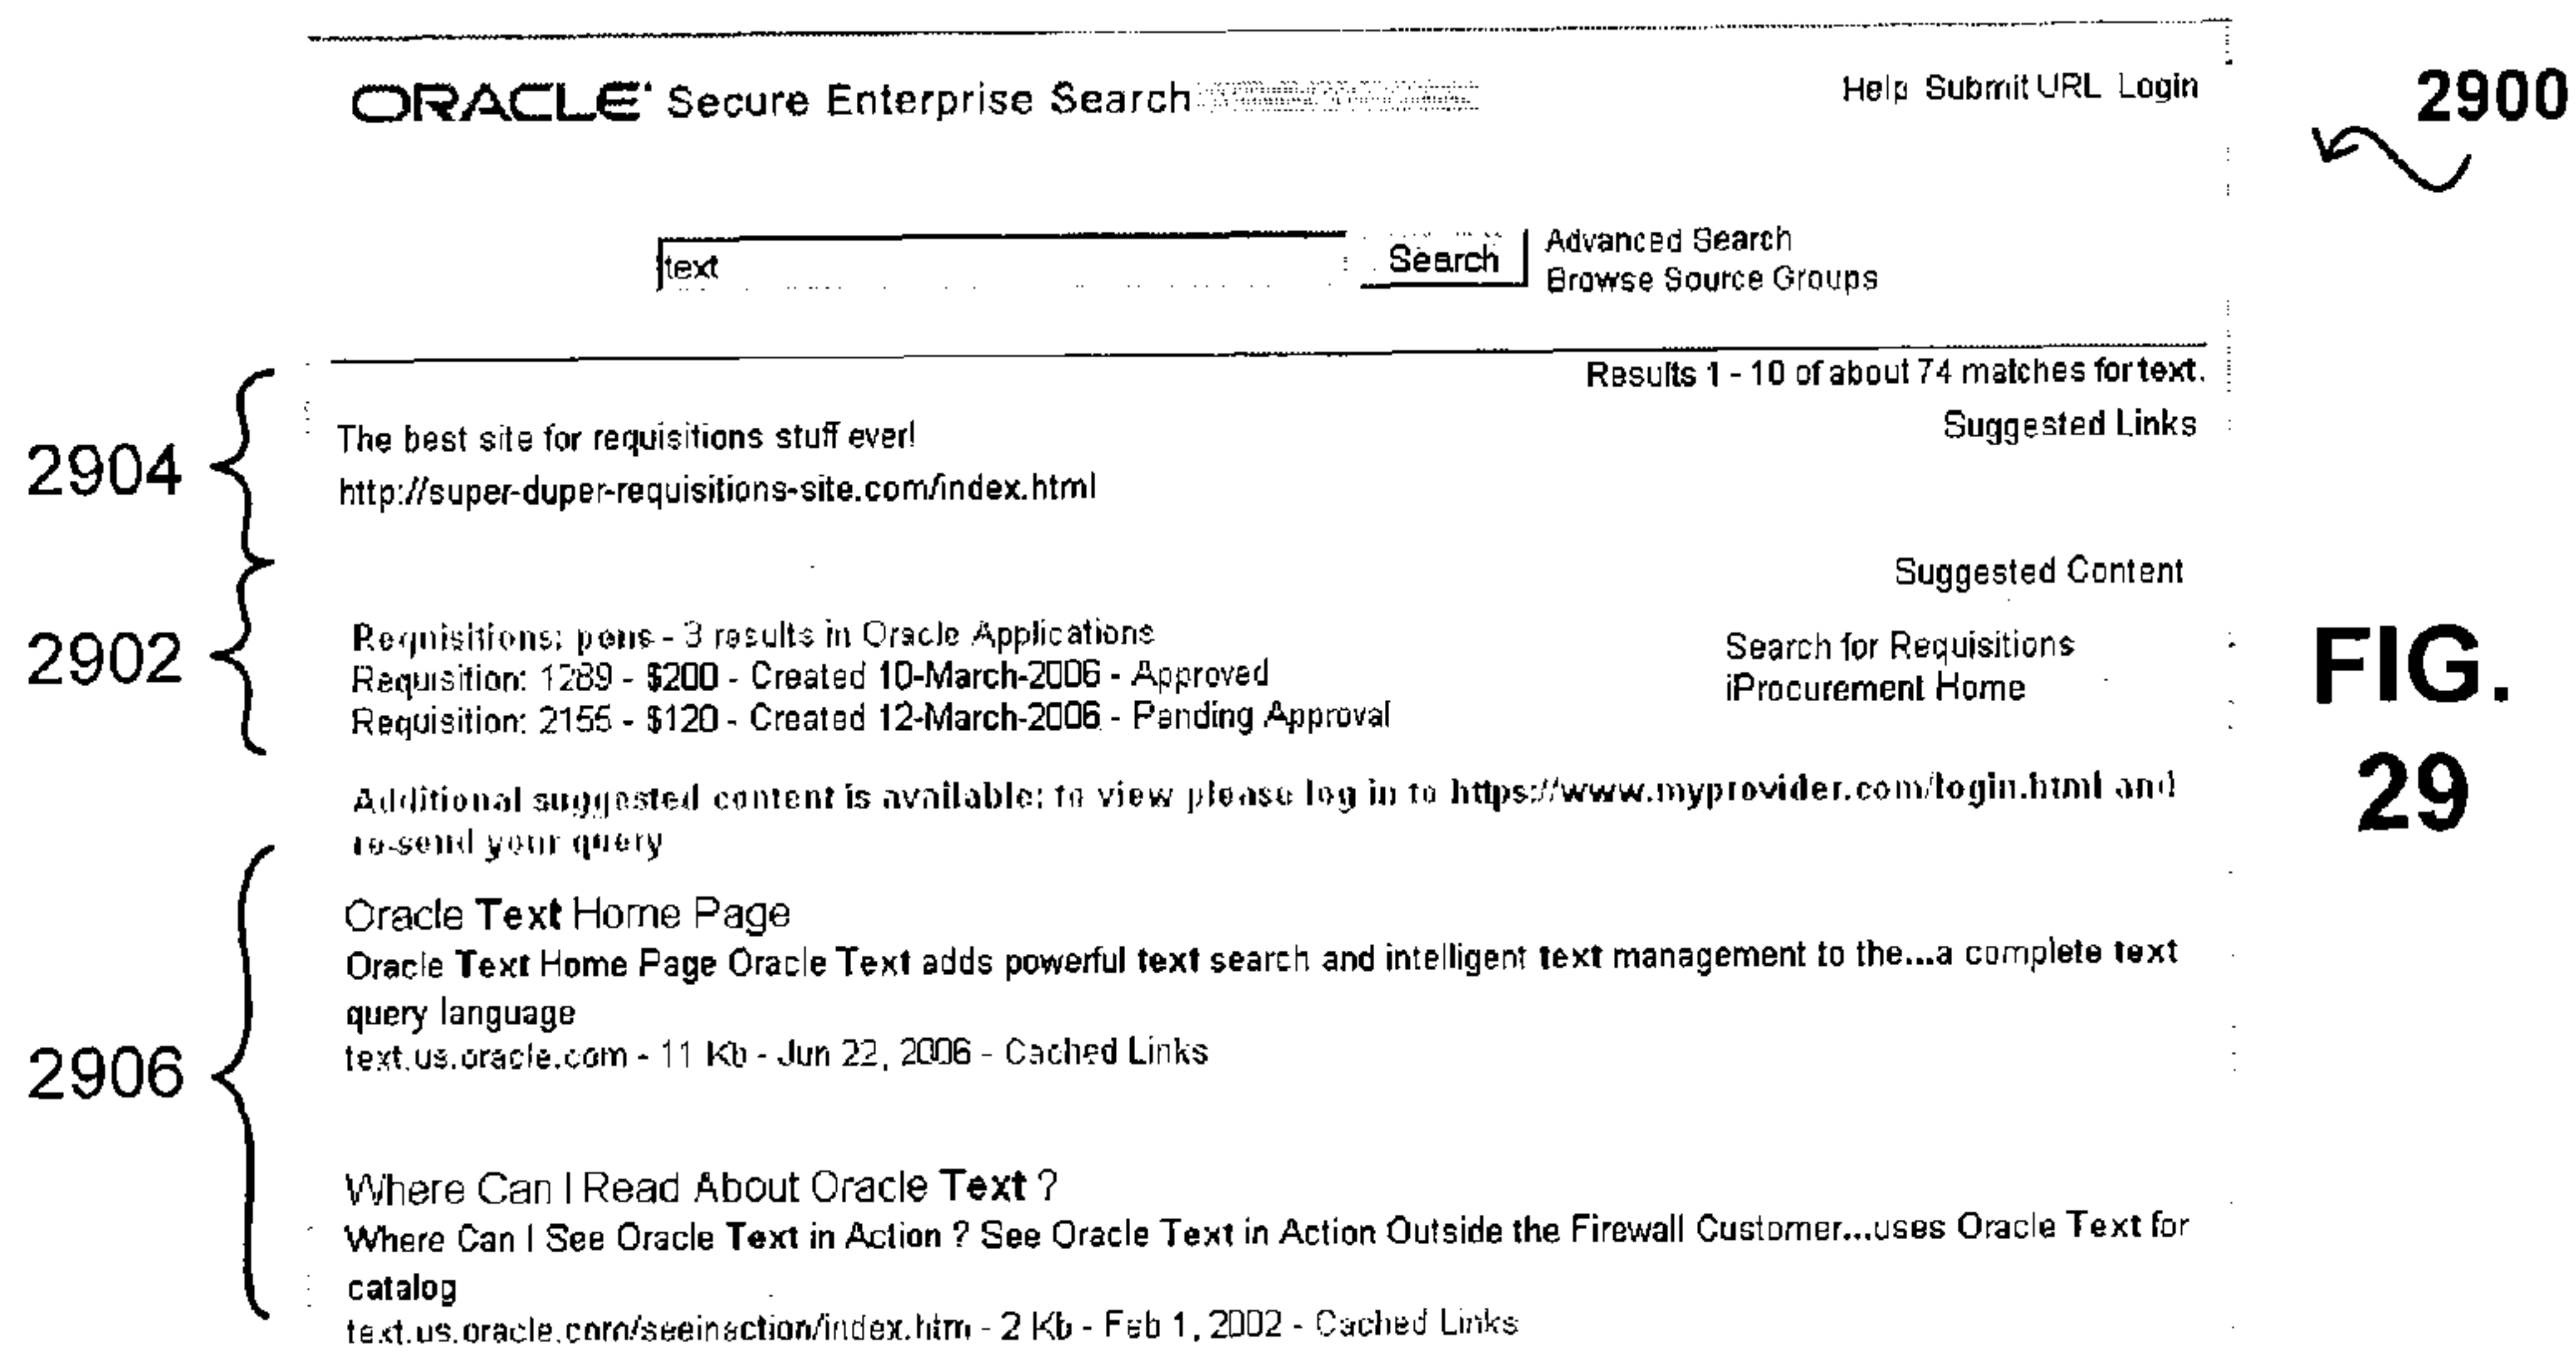 ORACLE Secure Enterprise Search
Help Submit URL Login
2900
text
Search
Advanced Search
Browse Source Groups
Results 1 - 10 of about 74 matches for text.
2904
The best site for requisitions stuff ever!
Suggested Links
http://super-duper-requisitions-site.com/index.html
Suggested Content
2902
Requisitions: pens - 3 results in Oracle Applications
Requisition: 1289 - $200 - Created 10-March-2006 - Approved
Requisition: 2155 - $120 - Created 12-March-2006 - Pending Approval
Search for Requisitions
iProcurement Home
FIG.
29
Additional suggested content is available; to view please log in to https://www.myprovider.com/login.html and
re-send your query
2906
Oracle Text Home Page
Oracle Text Home Page Oracle Text adds powerful text search and intelligent text management to the...a complete text
query language
text.us.oracle.com - 11 Kb - Jun 22, 2006 - Cached Links
Where Can I Read About Oracle Text ?
Where Can I See Oracle Text in Action ? See Oracle Text in Action Outside the Firewall Customer...uses Oracle Text for
catalog
text.us.oracle.com/seeinaction/index.htm - 2 Kb - Feb 1, 2002 - Cached Links